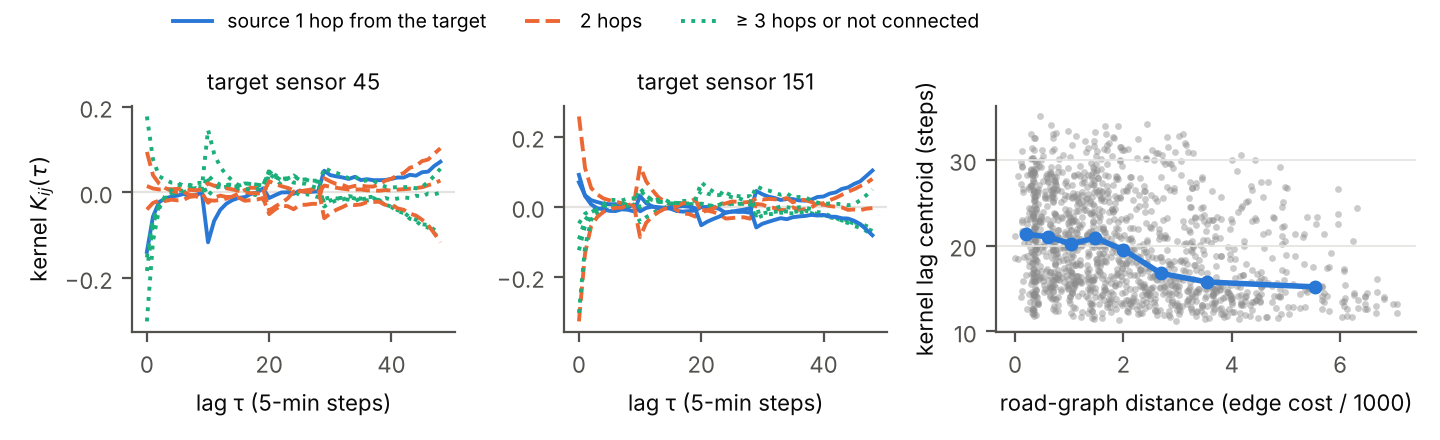 source 1 hop from the target
2 hops
≥ 3 hops or not connected
target sensor 45
kernel Kij(τ)
0.2
0.0
−0.2
0
20
40
lag τ (5-min steps)
target sensor 151
0.2
0.0
−0.2
0
20
40
lag τ (5-min steps)
kernel lag centroid (steps)
30
20
10
0
2
4
6
road-graph distance (edge cost / 1000)